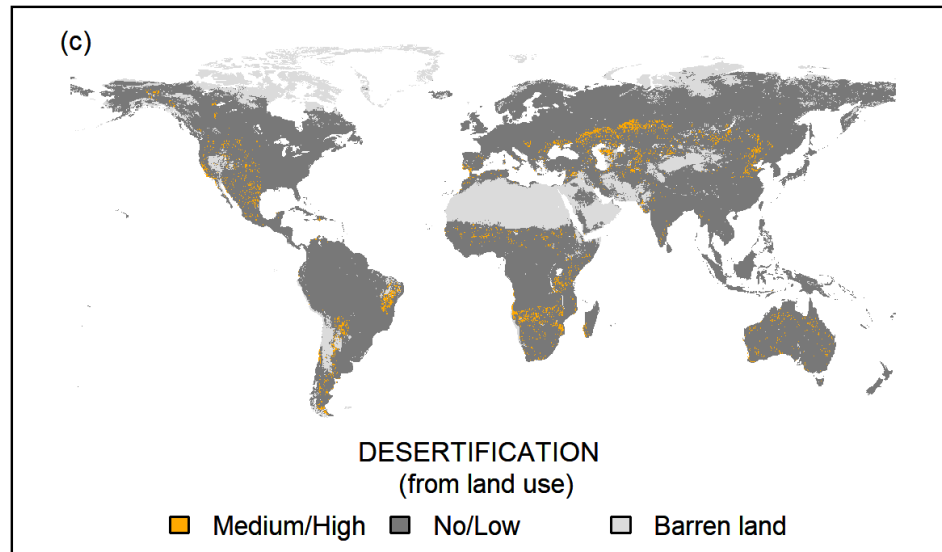 (c)
DESERTIFICATION
(from land use)
Medium/High No/Low Barren land